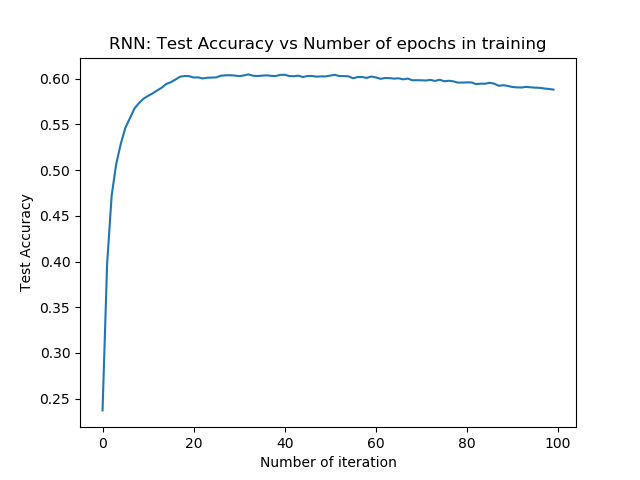 RNN: Test Accuracy vs Number of epochs in training
0.60
0.55
0.50
0.45
0.40
0.35
0.30
0.25
Test Accuracy
0 20 40 60 80 100
Number of iteration